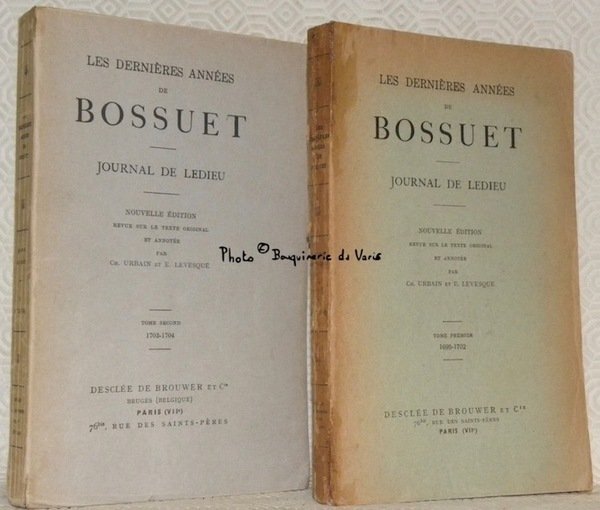 LES DERNIÈRES ANNÉES
DE
BOSSUET
JOURNAL DE LEDIEU
NOUVELLE ÉDITION
REVUE SUR LE TEXTE ORIGINAL
ET ANNOTÉE
PAR
CH. URBAIN ET E. LEVESQUE
TOME SECOND
1703-1704
DESCLÉE DE BROUWER ET Cie
BRUGES (BELGIQUE)
PARIS (VIe)
76bis, RUE DES SAINTS-PÈRES
LES DERNIÈRES ANNÉES
DE
BOSSUET
JOURNAL DE LEDIEU
NOUVELLE ÉDITION
REVUE SUR LE TEXTE ORIGINAL
ET ANNOTÉE
PAR
CH. URBAIN ET E. LEVESQUE
TOME PREMIER
DESCLÉE DE BROUWER ET Cie
76bis, RUE DES SAINTS-PÈRES
PARIS (VIe)
Photo © Bouquinerie du Varis